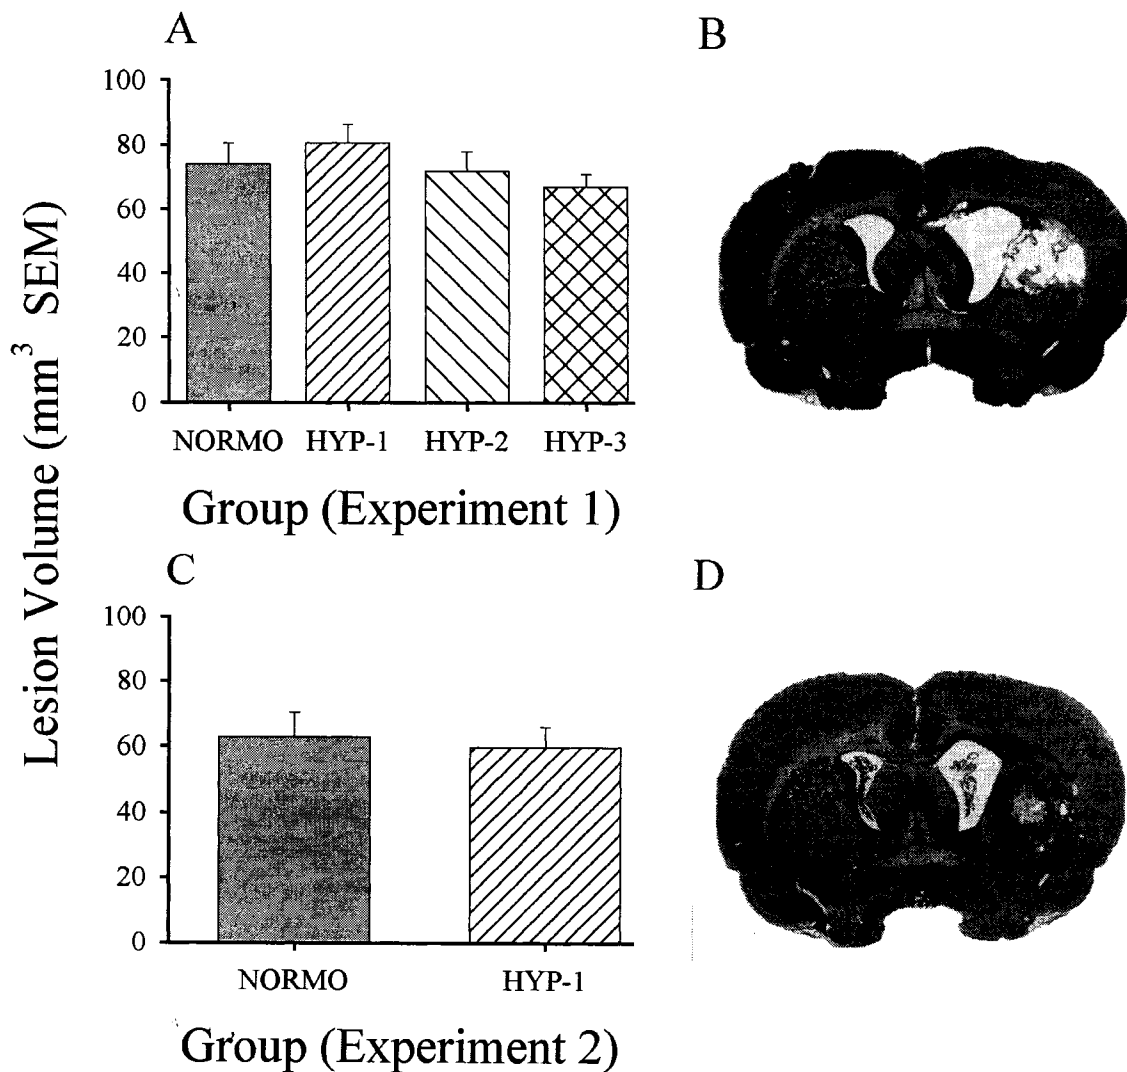 A
B
100
80
60
40
20
0
NORMO HYP-1 HYP-2 HYP-3
Group (Experiment 1)
Lesion Volume (mm³ SEM)
C
D
100
80
60
40
20
0
NORMO HYP-1
Group (Experiment 2)